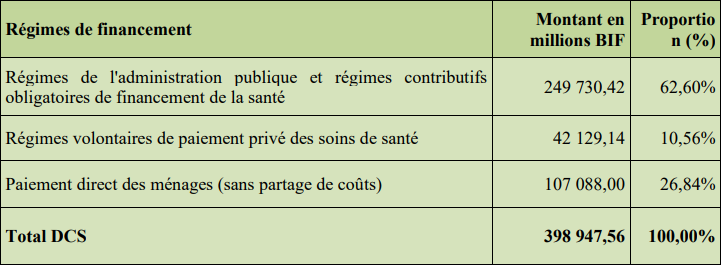 Régimes de financement Montant en millions BIF Proportio n (%)
Régimes de l'administration publique et régimes contributifs
obligatoires de financement de la santé 249 730,42 62,60%
Régimes volontaires de paiement privé des soins de santé 42 129,14 10,56%
Paiement direct des ménages (sans partage de coûts) 107 088,00 26,84%
Total DCS 398 947,56 100,00%